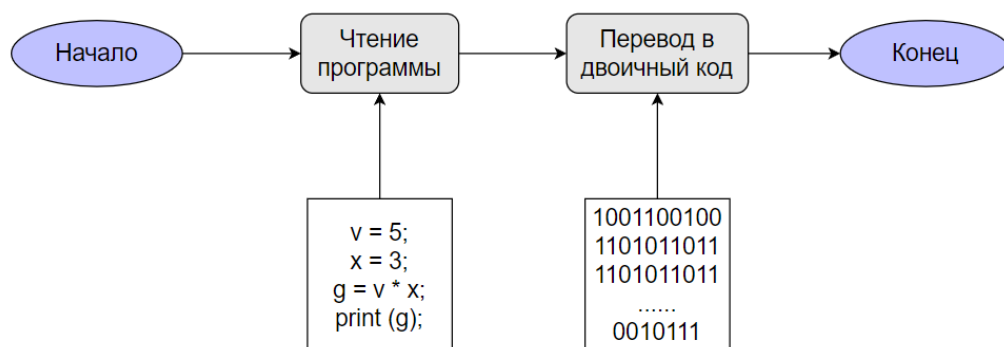 Начало
Чтение
программы
Перевод в
двоичный код
Конец
v = 5;
x = 3;
g = v * x;
print (g);
1001100100
1101011011
1101011011
......
0010111